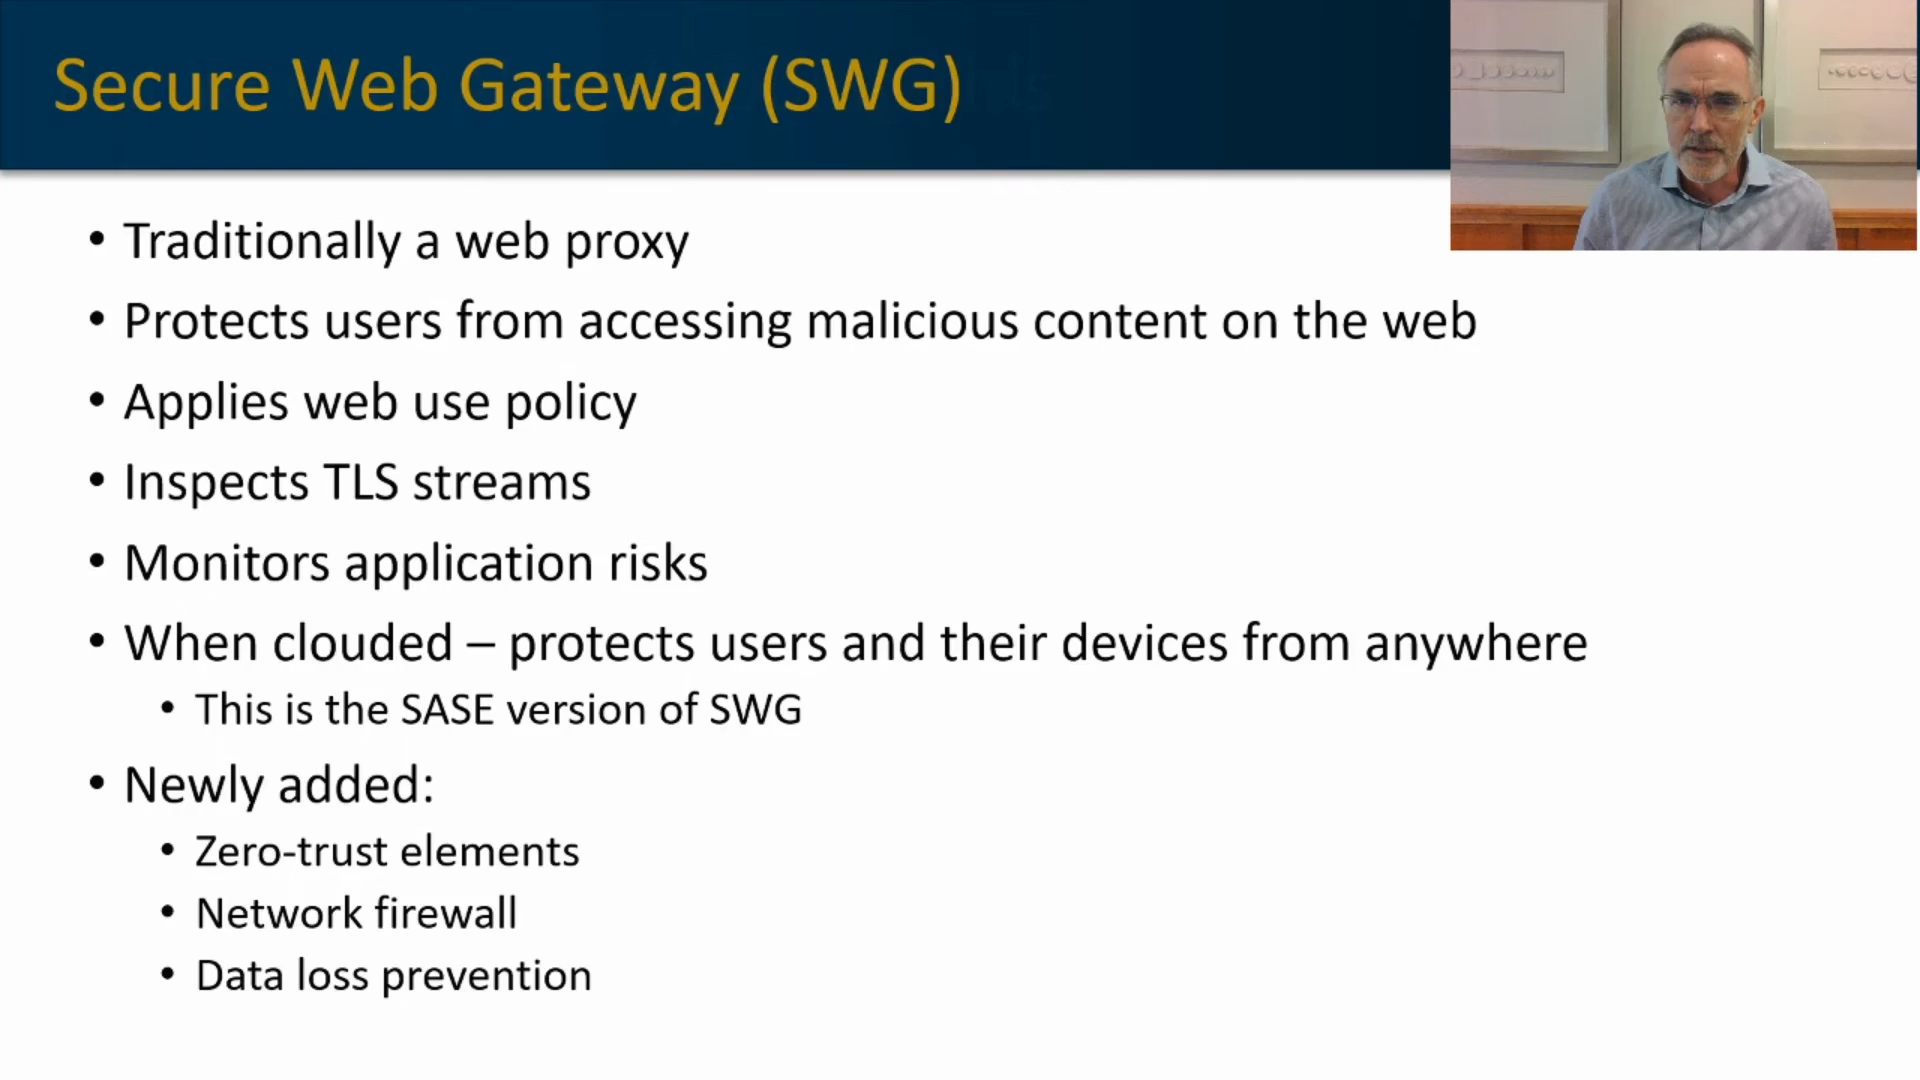 Secure Web Gateway (SWG)
• Traditionally a web proxy
• Protects users from accessing malicious content on the web
• Applies web use policy
• Inspects TLS streams
• Monitors application risks
• When clouded – protects users and their devices from anywhere
• This is the SASE version of SWG
• Newly added:
• Zero-trust elements
• Network firewall
• Data loss prevention